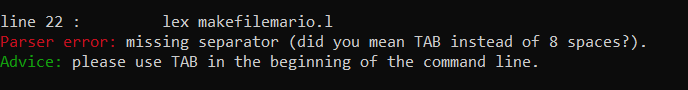 line 22 :        lex makefilemario.l
Parser error: missing separator (did you mean TAB instead of 8 spaces?).
Advice: please use TAB in the beginning of the command line.